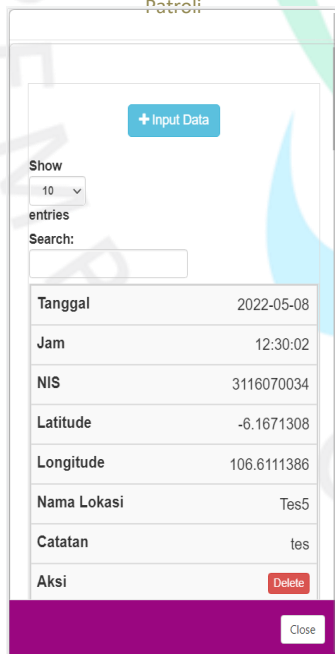 Patroli
+ Input Data
Show
10
entries
Search:
Tanggal 2022-05-08
Jam 12:30:02
NIS 3116070034
Latitude -6.1671308
Longitude 106.6111386
Nama Lokasi Tes5
Catatan tes
Aksi Delete
Close